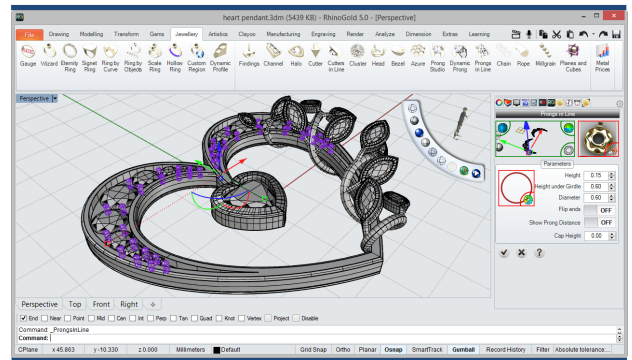 heart pendant.3dm (5439 KB) - RhinoGold 5.0 - [Perspective]
File Drawing Modelling Transform Gems Jewellery Artistics Clayoo Manufacturing Engraving Render Analyze Dimension Extras Learning
Gauge Wizard Eternity Ring Signet Ring Ring by Curve Ring by Objects Scale Ring Hollow Ring Custom Region Dynamic Profile Findings Channel Halo Cutter Cutters in Line Cluster Head Bezel Azure Prong Studio Dynamic Prong Prongs in Line Chain Rope Millgrain Planes and Cubes Metal Prices
Perspective
Prongs in Line
Parameters
Height 0.15
Height under Girdle 0.60
Diameter 0.60
Flip ends OFF
Show Prong Distance OFF
Cap Height 0.00
Perspective Top Front Right
End Near Point Mid Cen Int Perp Tan Quad Knot Vertex Project Disable
Command: _ProngsInLine
Command:
CPlane x 45.863 y -10.330 z 0.000 Millimeters Default Grid Snap Ortho Planar Osnap SmartTrack Gumball Record History Filter Absolute tolerance:...